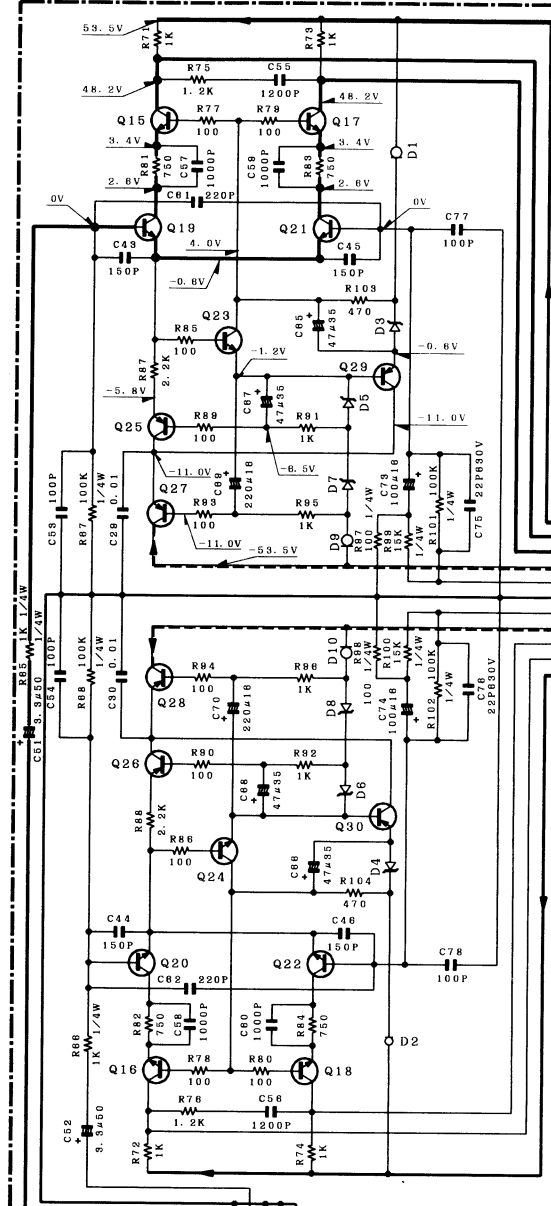 53.5V
R71
1K
R73
1K
R75
1.2K
C55
1200P
48.2V
48.2V
R77
100
R79
100
Q15
Q17
3.4V
3.4V
R81
750
C57
1000P
C59
1000P
R83
750
D1
2.6V
2.6V
C61
220P
0V
0V
Q19
Q21
C77
100P
C43
150P
4.0V
C45
150P
-0.6V
R103
470
Q23
C65
47μ35
D3
R85
100
-1.2V
-0.6V
R87
2.2K
Q29
-5.8V
C67
47μ35
D5
Q25
R89
100
R91
1K
-11.0V
-6.5V
-11.0V
C69
220μ16
D7
C73
100μ16
100K
1/4W
R101
22P630V
C75
Q27
R93
100
R95
1K
-11.0V
D9
R97
100
1/4W
R99
15K
1/4W
-53.5V
C53
100P
R67
100K
1/4W
C29
0.01
R65
1K 1/4W
C54
100P
R68
100K
1/4W
C30
0.01
1/4W
C51
3.3μ50
D10
R98
100
1/4W
R100
15K
1/4W
R94
100
R96
1K
Q28
C70
220μ16
D8
C74
100μ16
R102
100K
1/4W
C76
22P630V
Q26
R90
100
R92
1K
C68
47μ35
D6
R88
2.2K
Q30
R86
100
Q24
C66
47μ35
D4
R104
470
C44
150P
C46
150P
Q20
Q22
C78
100P
C62
220P
R82
750
C58
1000P
C60
1000P
R84
750
D2
R66
1K
1/4W
Q16
R78
100
R80
100
Q18
R76
1.2K
C56
1200P
C52
3.3μ50
R72
1K
R74
1K